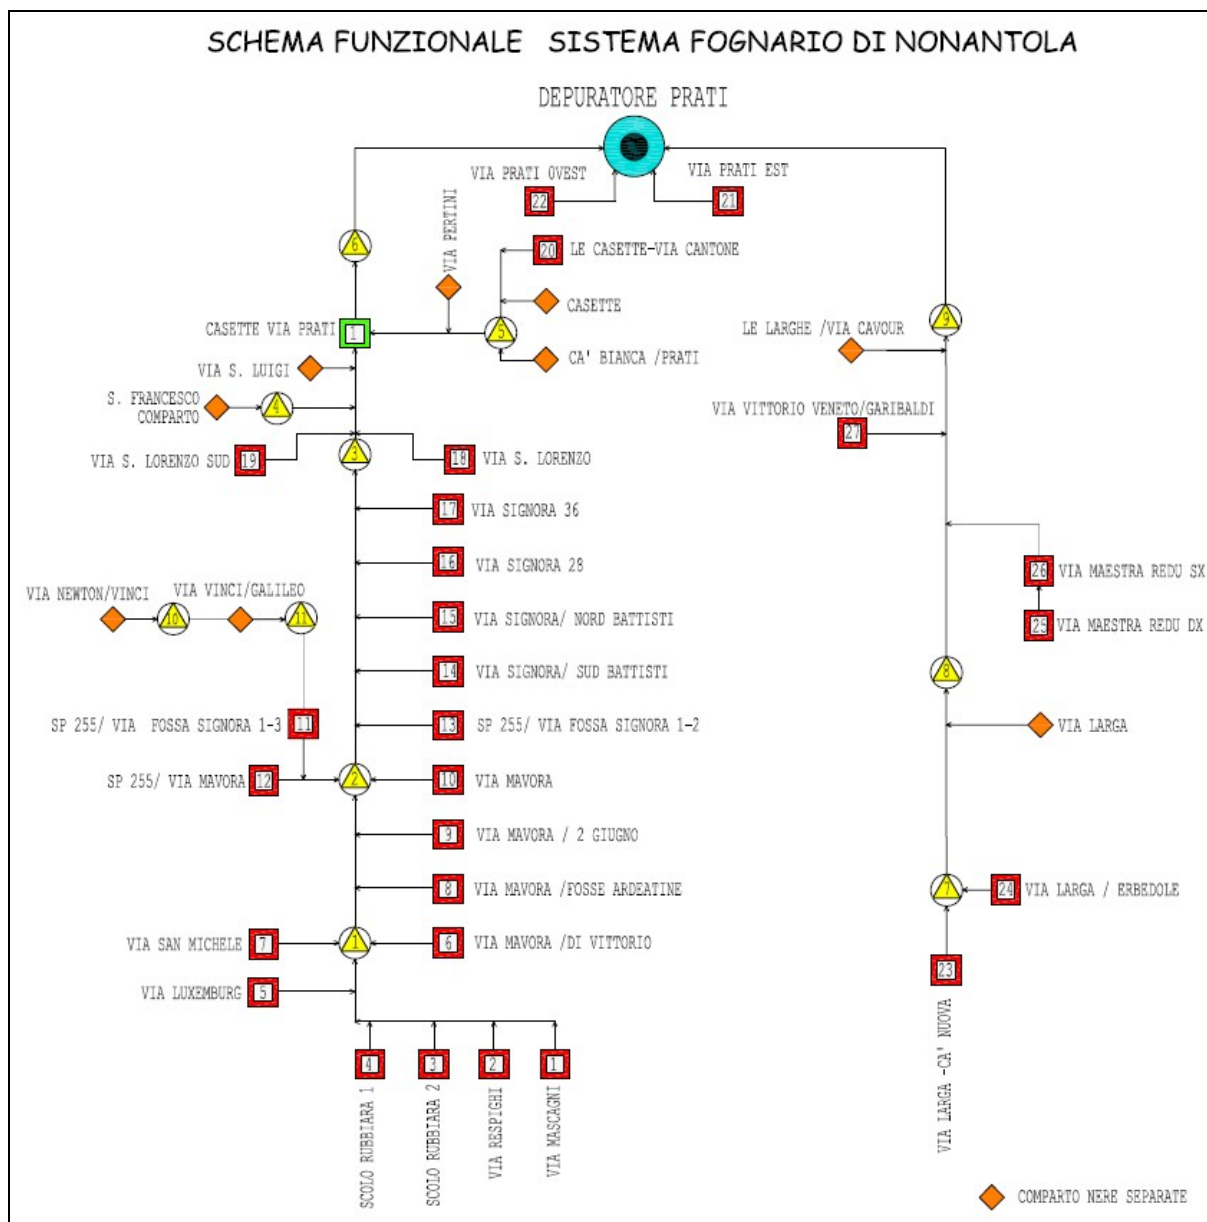 SCHEMA FUNZIONALE SISTEMA FOGNARIO DI NONANTOLA
DEPURATORE PRATI
VIA PRATI OVEST
VIA PRATI EST
22
21
VIA PERTINI
6
20
LE CASETTE-VIA CANTONE
CASETTE
CASETTE VIA PRATI
1
5
9
LE LARGHE /VIA CAVOUR
CA' BIANCA /PRATI
VIA S. LUIGI
S. FRANCESCO
COMPARTO
4
VIA VITTORIO VENETO/GARIBALDI
27
VIA S. LORENZO SUD
19
3
18
VIA S. LORENZO
17
VIA SIGNORA 36
16
VIA SIGNORA 28
26
VIA MAESTRA REDU SX
VIA NEWTON/VINCI
VIA VINCI/GALILEO
10
11
15
VIA SIGNORA/ NORD BATTISTI
25
VIA MAESTRA REDU DX
14
VIA SIGNORA/ SUD BATTISTI
8
SP 255/ VIA FOSSA SIGNORA 1-3
11
13
SP 255/ VIA FOSSA SIGNORA 1-2
VIA LARGA
SP 255/ VIA MAVORA
12
2
10
VIA MAVORA
9
VIA MAVORA / 2 GIUGNO
8
VIA MAVORA /FOSSE ARDEATINE
7
24
VIA LARGA / ERBEDOLE
VIA SAN MICHELE
7
1
6
VIA MAVORA /DI VITTORIO
23
VIA LARGA -CA' NUOVA
VIA LUXEMBURG
5
4
3
2
1
SCOLO RUBBIARA 1
SCOLO RUBBIARA 2
VIA RESPIGHI
VIA MASCAGNI
COMPARTO NERE SEPARATE